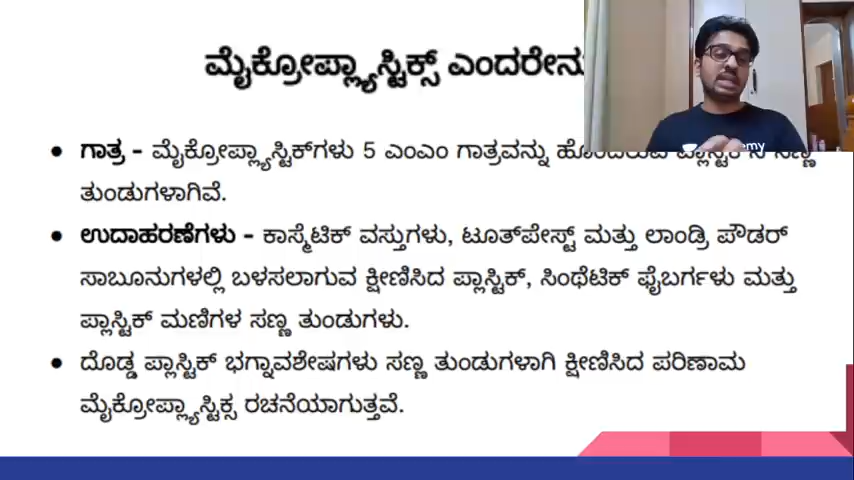 ಮೈಕ್ರೋಪ್ಲ್ಯಾಸ್ಟಿಕ್ಸ್ ಎಂದರೇನು
● ಗಾತ್ರ - ಮೈಕ್ರೋಪ್ಲ್ಯಾಸ್ಟಿಕ್‌ಗಳು 5 ಎಂಎಂ ಗಾತ್ರವನ್ನು
ತುಂಡುಗಳಾಗಿವೆ.
● ಉದಾಹರಣೆಗಳು - ಕಾಸ್ಮೆಟಿಕ್ ವಸ್ತುಗಳು, ಟೂತ್‌ಪೇಸ್ಟ್ ಮತ್ತು ಲಾಂಡ್ರಿ ಪೌಡರ್
ಸಾಬೂನುಗಳಲ್ಲಿ ಬಳಸಲಾಗುವ ಕ್ಷೀಣಿಸಿದ ಪ್ಲಾಸ್ಟಿಕ್, ಸಿಂಥೆಟಿಕ್ ಫೈಬರ್ಗಳು ಮತ್ತು
ಪ್ಲಾಸ್ಟಿಕ್ ಮಣಿಗಳ ಸಣ್ಣ ತುಂಡುಗಳು.
● ದೊಡ್ಡ ಪ್ಲಾಸ್ಟಿಕ್ ಭಗ್ನಾವಶೇಷಗಳು ಸಣ್ಣ ತುಂಡುಗಳಾಗಿ ಕ್ಷೀಣಿಸಿದ ಪರಿಣಾಮ
ಮೈಕ್ರೋಪ್ಲ್ಯಾಸ್ಟಿಕ್ಸ ರಚನೆಯಾಗುತ್ತವೆ.